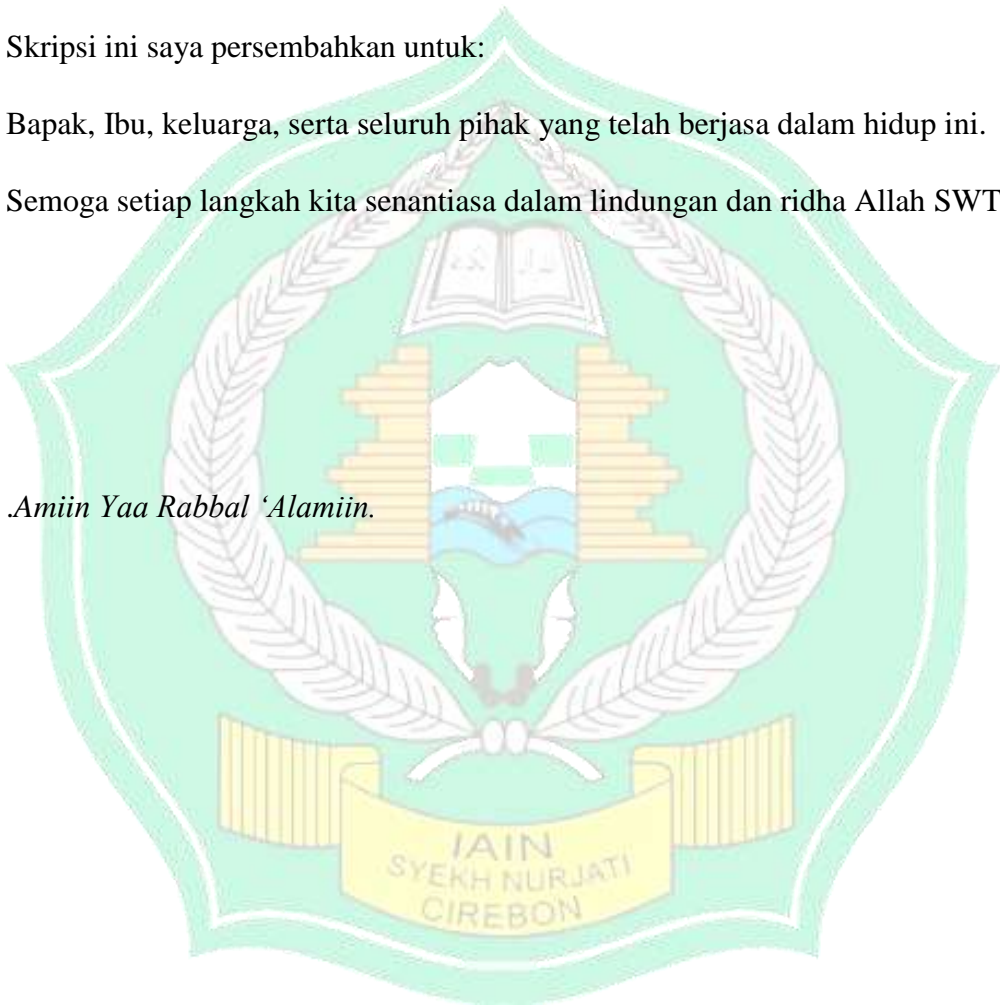 Skripsi ini saya persembahkan untuk:
Bapak, Ibu, keluarga, serta seluruh pihak yang telah berjasa dalam hidup ini.
Semoga setiap langkah kita senantiasa dalam lindungan dan ridha Allah SWT
.Amiin Yaa Rabbal ‘Alamiin.
IAIN
SYEKH NURJATI
CIREBON